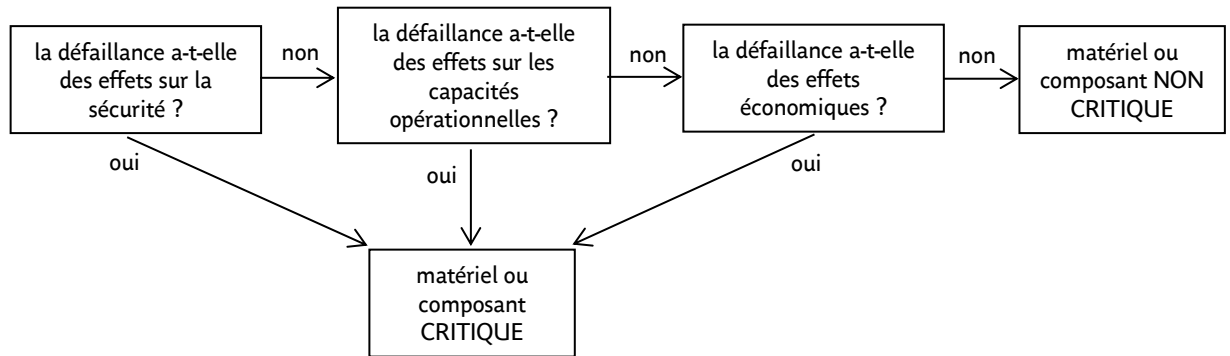 la défaillance a-t-elle
des effets sur la
sécurité ?
non
la défaillance a-t-elle
des effets sur les
capacités
opérationnelles ?
non
la défaillance a-t-elle
des effets
économiques ?
non
matériel ou
composant NON
CRITIQUE
oui
oui
oui
matériel ou
composant
CRITIQUE